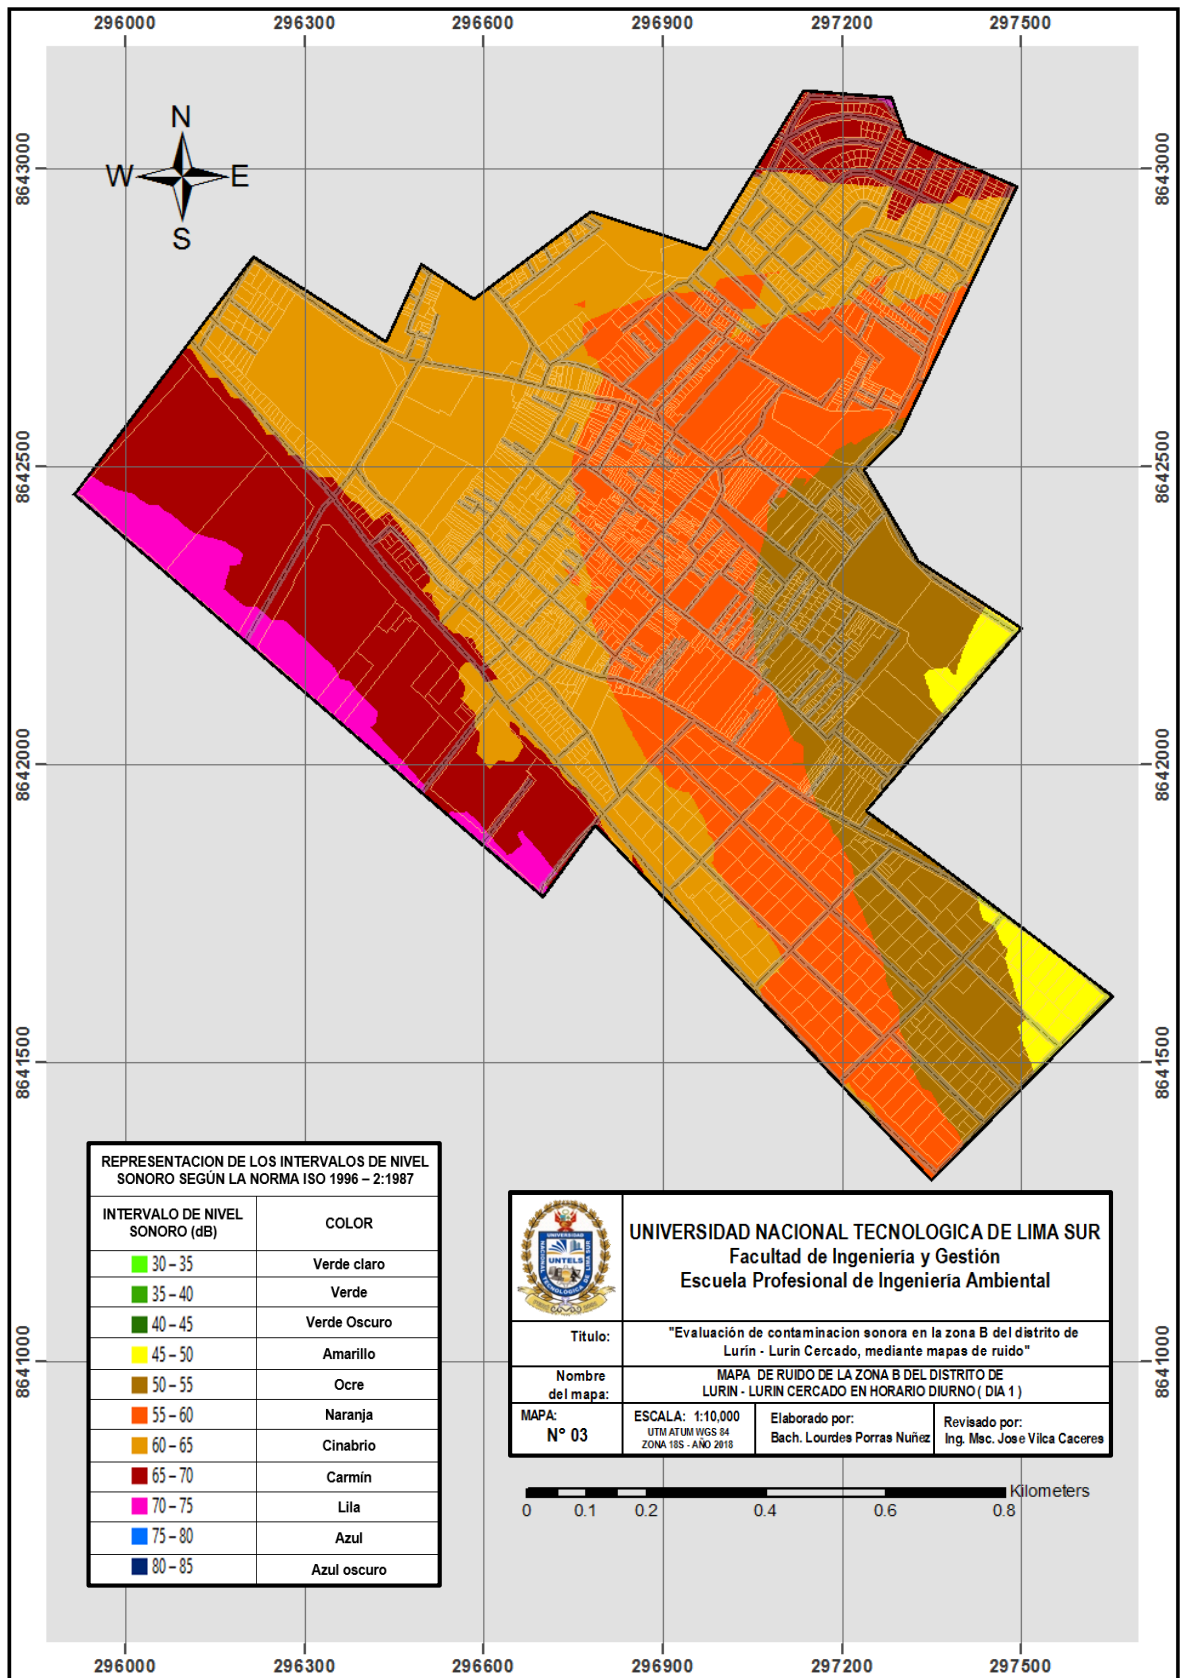 296000 296300 296600 296900 297200 297500
N
W E
S
8643000 8643000
8642500 8642500
8642000 8642000
8641500 8641500
8641000 8641000
REPRESENTACION DE LOS INTERVALOS DE NIVEL
SONORO SEGÚN LA NORMA ISO 1996 – 2:1987
INTERVALO DE NIVEL
SONORO (dB)
COLOR
30 – 35 Verde claro
35 – 40 Verde
40 – 45 Verde Oscuro
45 – 50 Amarillo
50 – 55 Ocre
55 – 60 Naranja
60 – 65 Cinabrio
65 – 70 Carmín
70 – 75 Lila
75 – 80 Azul
80 – 85 Azul oscuro
UNIVERSIDAD
UNTELS
UNIVERSIDAD NACIONAL TECNOLOGICA DE LIMA SUR
Facultad de Ingeniería y Gestión
Escuela Profesional de Ingeniería Ambiental
Titulo:
"Evaluación de contaminacion sonora en la zona B del distrito de
Lurín - Lurin Cercado, mediante mapas de ruido"
Nombre
del mapa:
MAPA DE RUIDO DE LA ZONA B DEL DISTRITO DE
LURIN - LURIN CERCADO EN HORARIO DIURNO ( DIA 1 )
MAPA:
N° 03
ESCALA: 1:10,000
UTM ATUM WGS 84
ZONA 18S - AÑO 2018
Elaborado por:
Bach. Lourdes Porras Nuñez
Revisado por:
Ing. Msc. Jose Vilca Caceres
Kilometers
0 0.1 0.2 0.4 0.6 0.8
296000 296300 296600 296900 297200 297500